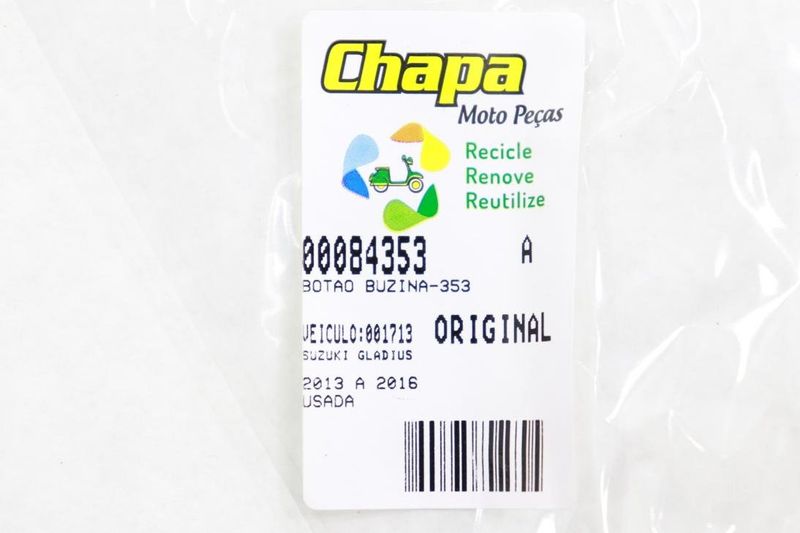 Chapa
Moto Peças
Recicle
Renove
Reutilize
00084353 A
BOTAO BUZINA-353
VEICULO:001713 ORIGINAL
SUZUKI GLADIUS
2013 A 2016
USADA